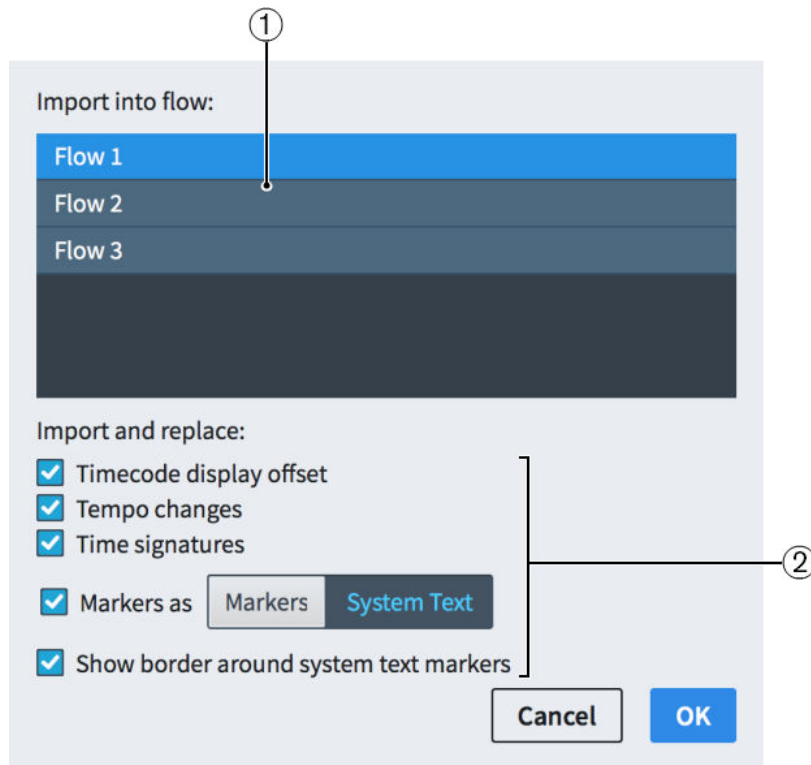 ①
Import into flow:
Flow 1
Flow 2
Flow 3
Import and replace:
Timecode display offset
Tempo changes
Time signatures
②
Markers as Markers System Text
Show border around system text markers
Cancel OK